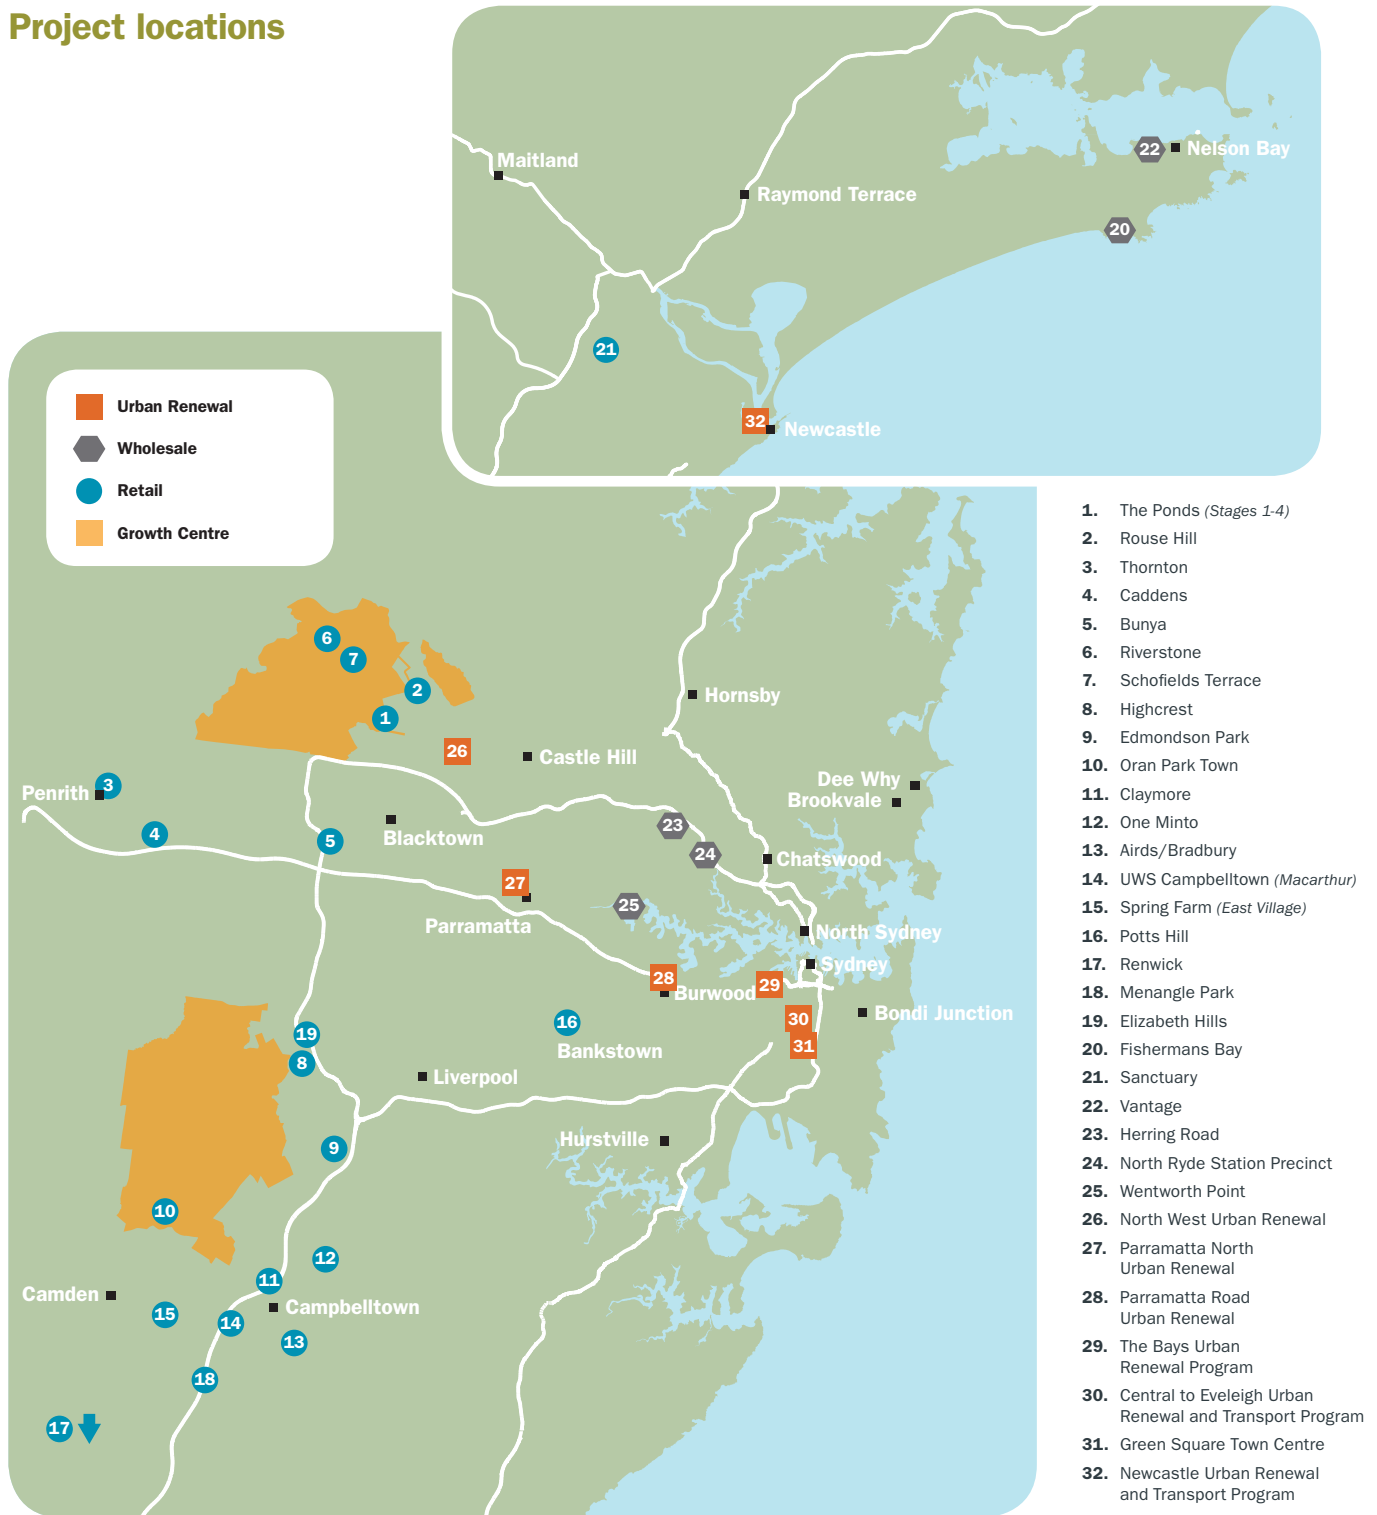 Project locations
Maitland
Raymond Terrace
22
Nelson Bay
20
21
32
Newcastle
Urban Renewal
Wholesale
Retail
Growth Centre
6
7
2
1
Hornsby
26
Castle Hill
Penrith
3
Dee Why
Brookvale
4
5
Blacktown
23
24
Chatswood
27
Parramatta
25
North Sydney
Sydney
28
Burwood
29
30
31
Bondi Junction
16
Bankstown
19
8
Liverpool
9
Hurstville
10
12
11
Camden
15
14
Campbelltown
13
18
17
1. The Ponds (Stages 1-4)
2. Rouse Hill
3. Thornton
4. Caddens
5. Bunya
6. Riverstone
7. Schofields Terrace
8. Highcrest
9. Edmondson Park
10. Oran Park Town
11. Claymore
12. One Minto
13. Airds/Bradbury
14. UWS Campbelltown (Macarthur)
15. Spring Farm (East Village)
16. Potts Hill
17. Renwick
18. Menangle Park
19. Elizabeth Hills
20. Fishermans Bay
21. Sanctuary
22. Vantage
23. Herring Road
24. North Ryde Station Precinct
25. Wentworth Point
26. North West Urban Renewal
27. Parramatta North
Urban Renewal
28. Parramatta Road
Urban Renewal
29. The Bays Urban
Renewal Program
30. Central to Eveleigh Urban
Renewal and Transport Program
31. Green Square Town Centre
32. Newcastle Urban Renewal
and Transport Program